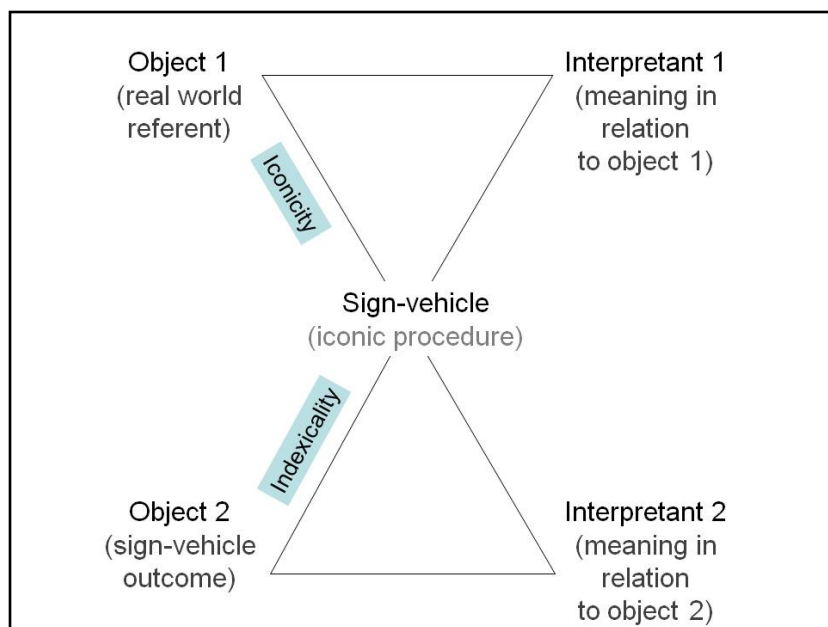 Object 1
(real world
referent)
Interpretant 1
(meaning in
relation
to object 1)
Iconicity
Sign-vehicle
(iconic procedure)
Indexicality
Object 2
(sign-vehicle
outcome)
Interpretant 2
(meaning in
relation
to object 2)